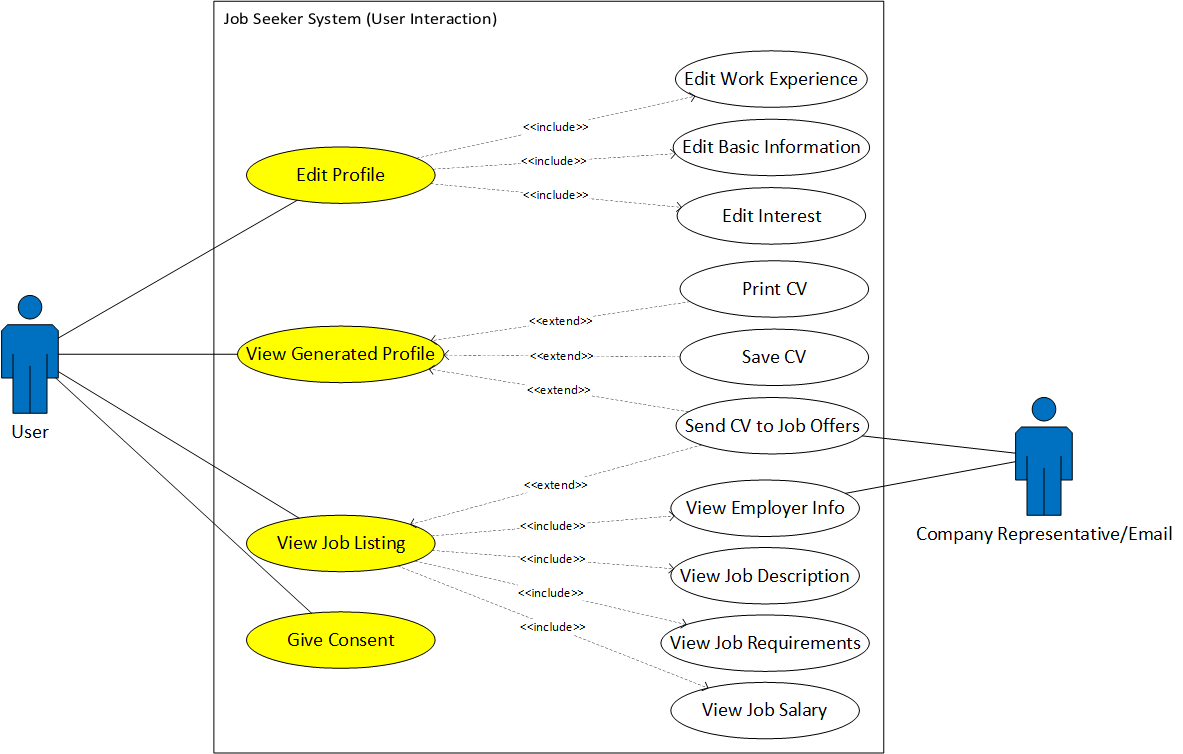 Job Seeker System (User Interaction)
Edit Work Experience
<<include>>
Edit Basic Information
<<include>>
Edit Profile
<<include>>
Edit Interest
Print CV
<<extend>>
View Generated Profile
<<extend>>
Save CV
<<extend>>
User
Send CV to Job Offers
<<extend>>
View Employer Info
<<include>>
Company Representative/Email
View Job Listing
<<include>>
View Job Description
<<include>>
Give Consent
<<include>>
View Job Requirements
View Job Salary